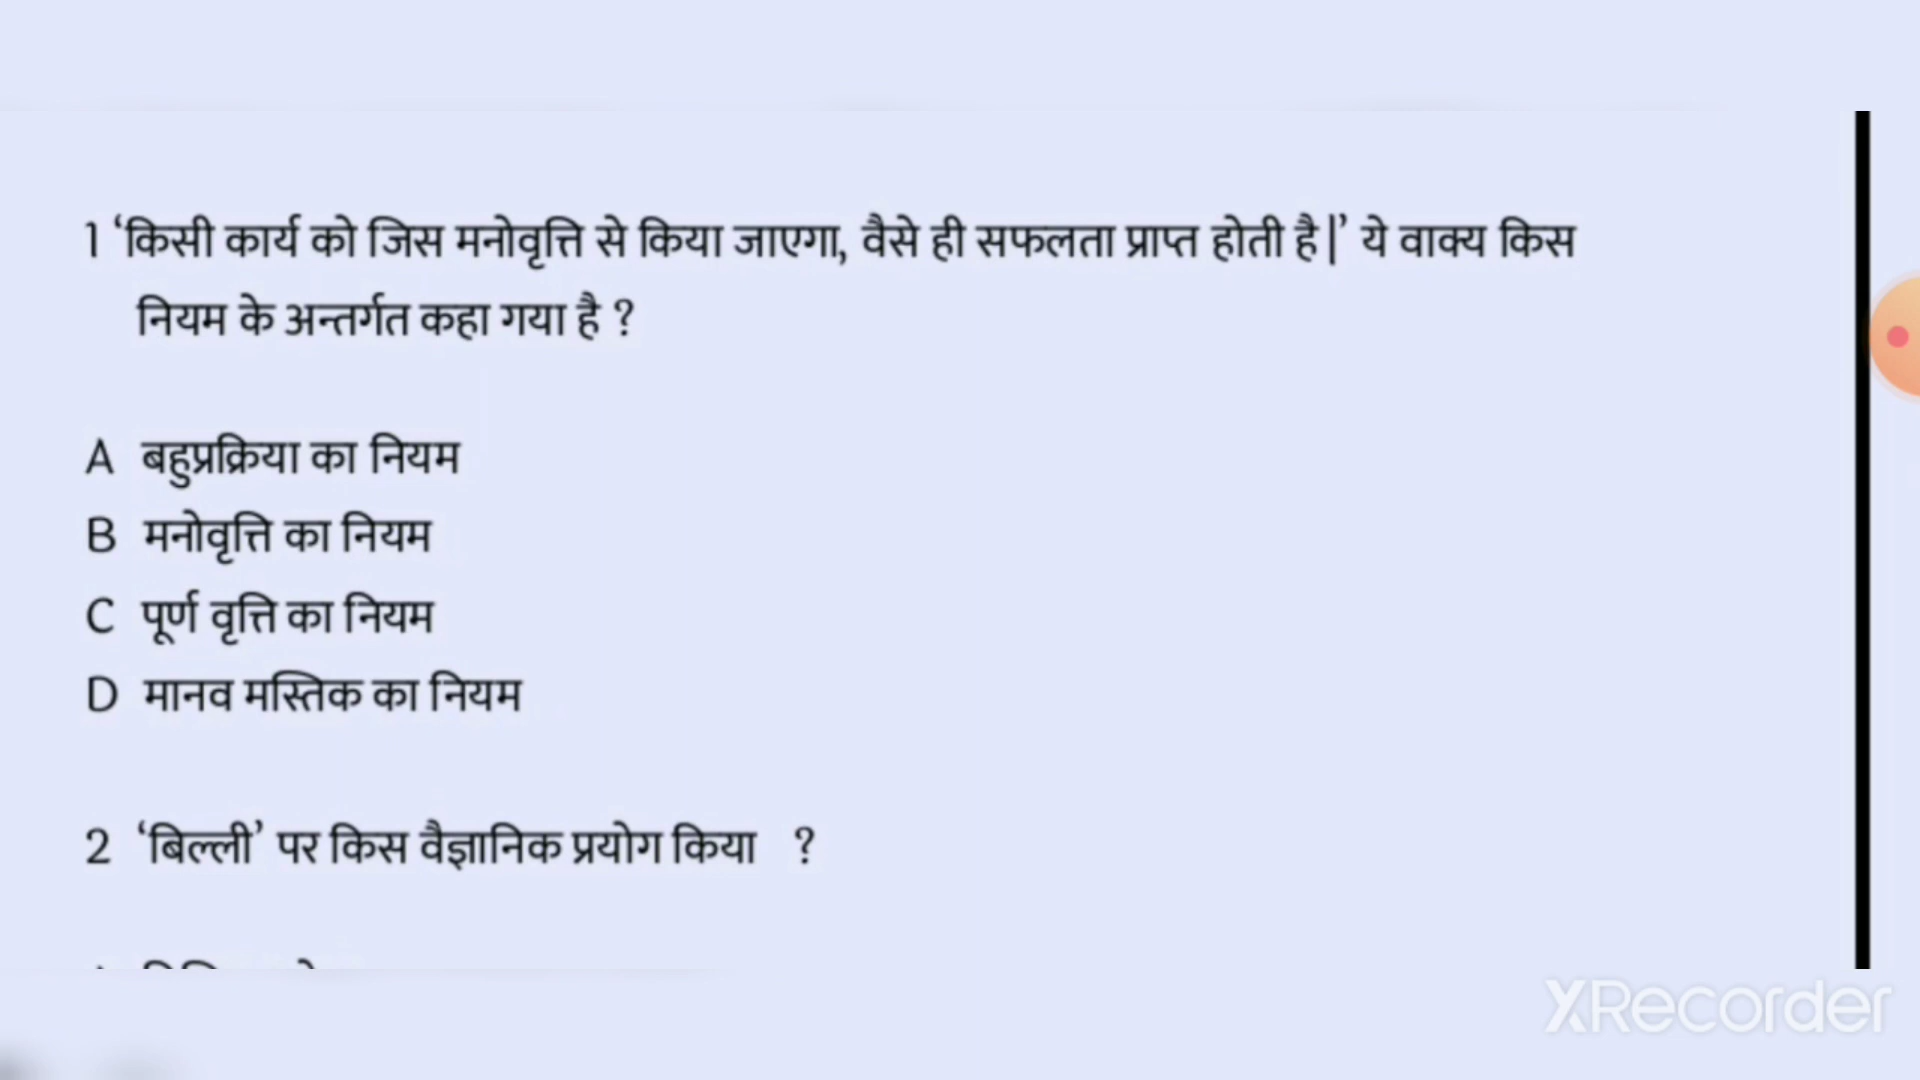 1 ‘किसी कार्य को जिस मनोवृत्ति से किया जाएगा, वैसे ही सफलता प्राप्त होती है|’ ये वाक्य किस
नियम के अन्तर्गत कहा गया है ?
A बहुप्रक्रिया का नियम
B मनोवृत्ति का नियम
C पूर्ण वृत्ति का नियम
D मानव मस्तिक का नियम
2 ‘बिल्ली’ पर किस वैज्ञानिक प्रयोग किया ?
XRecorder